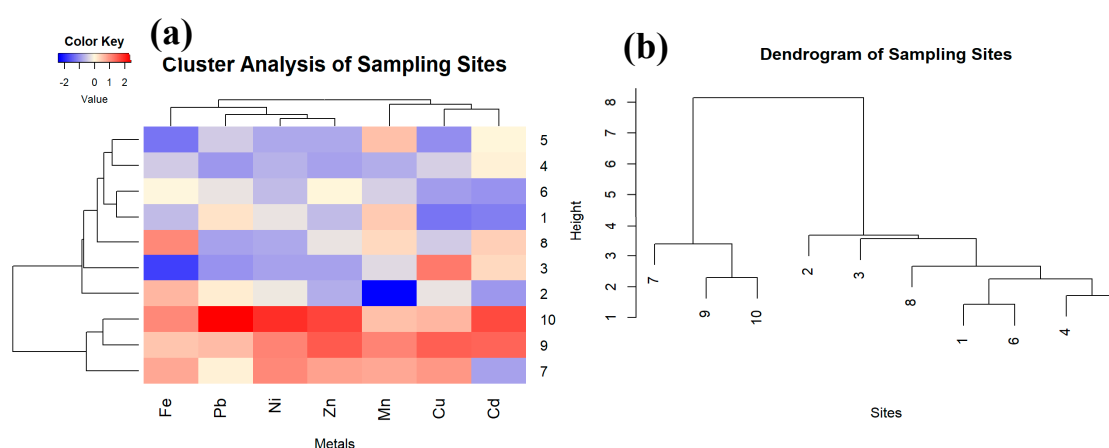 (a)
Color Key
-2 0 1 2
Value
Cluster Analysis of Sampling Sites
5
4
6
1
8
3
2
10
9
7
Fe Pb Ni Zn Mn Cu Cd
Metals
(b)
Dendrogram of Sampling Sites
Height
8
7
6
5
4
3
2
1
7
9
10
2
3
8
1
6
4
Sites